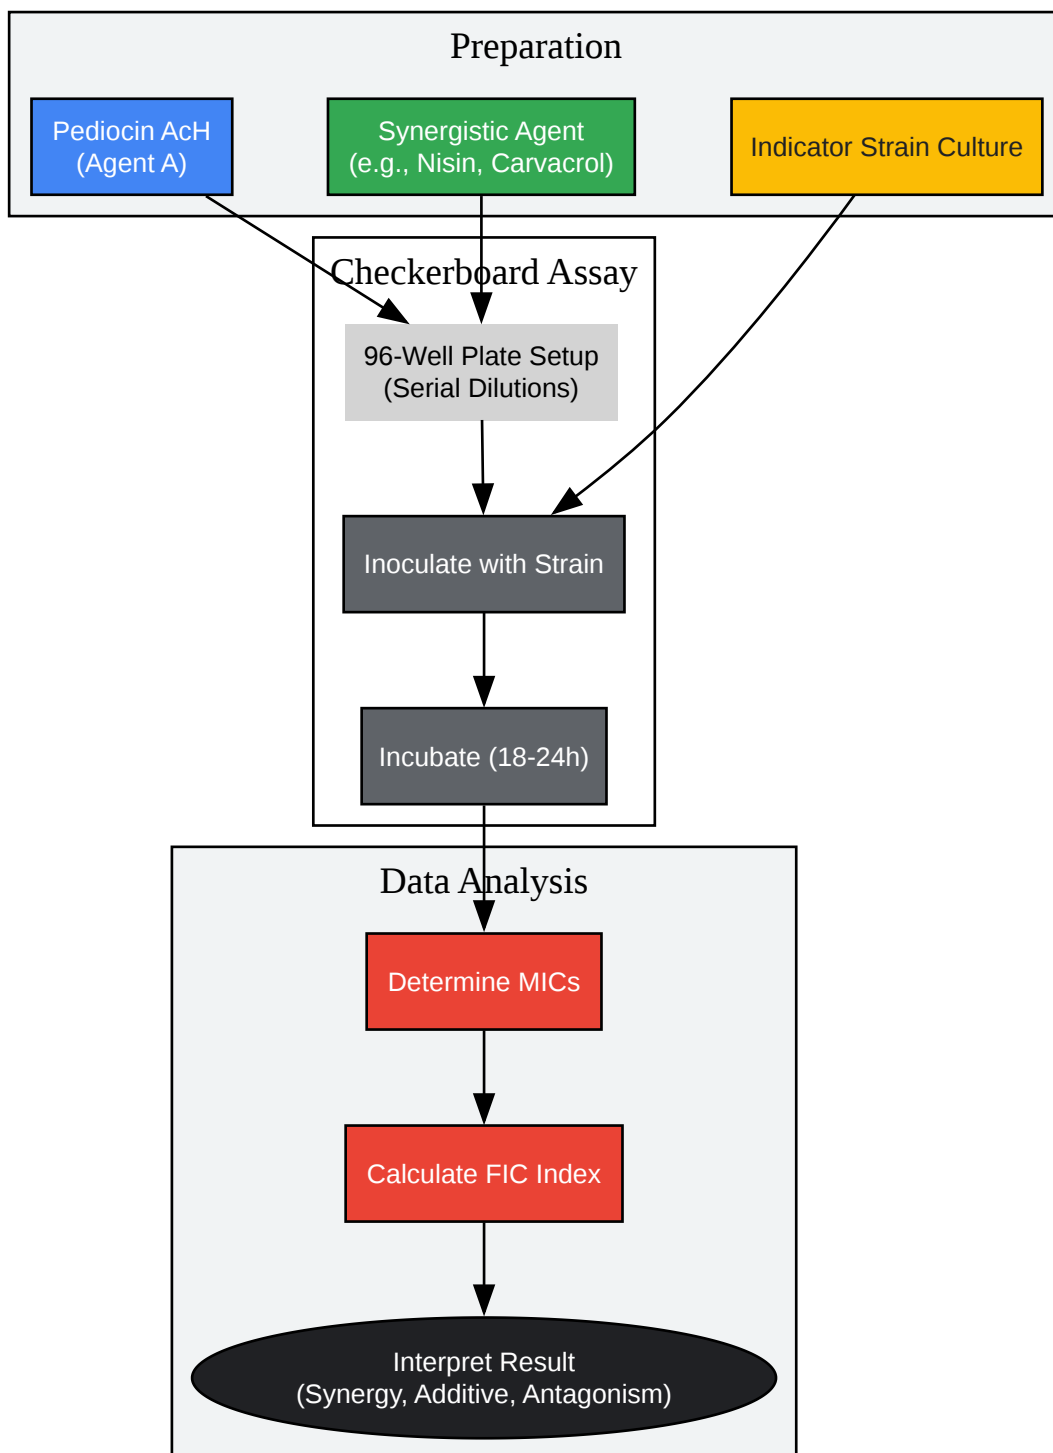 Preparation
Pediocin AcH
(Agent A)
Synergistic Agent
(e.g., Nisin, Carvacrol)
Indicator Strain Culture
Checkerboard Assay
96-Well Plate Setup
(Serial Dilutions)
Inoculate with Strain
Incubate (18-24h)
Data Analysis
Determine MICs
Calculate FIC Index
Interpret Result
(Synergy, Additive, Antagonism)